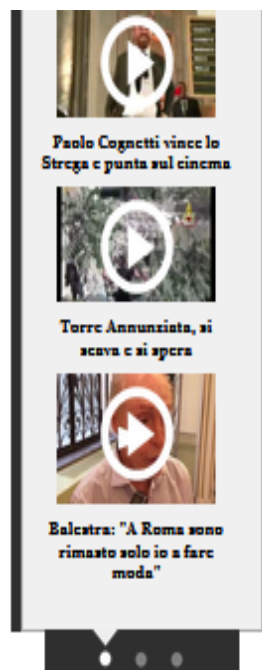 Paolo Cognetti vince lo
Strega e punta sul cinema
Torre Annunziata, si
scava e si spera
Balestra: "A Roma sono
rimasto solo io a fare
moda"